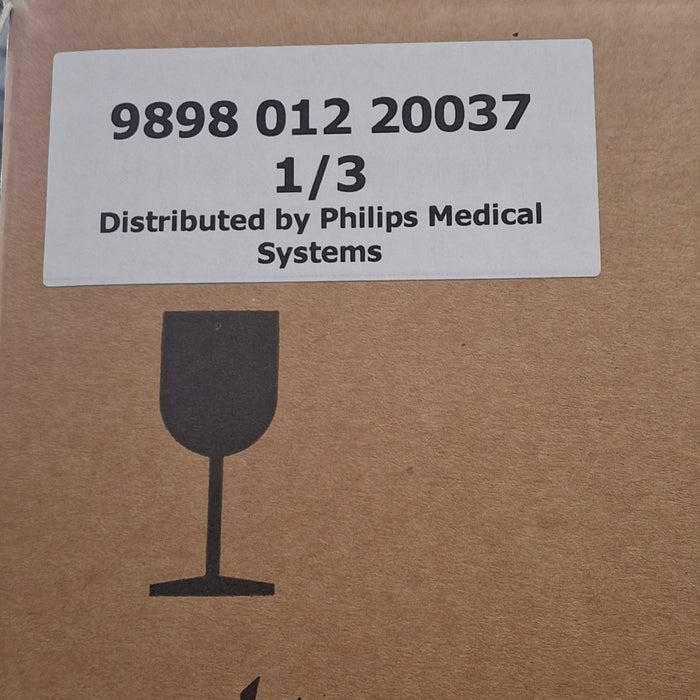 9898 012 20037
1/3
Distributed by Philips Medical
Systems